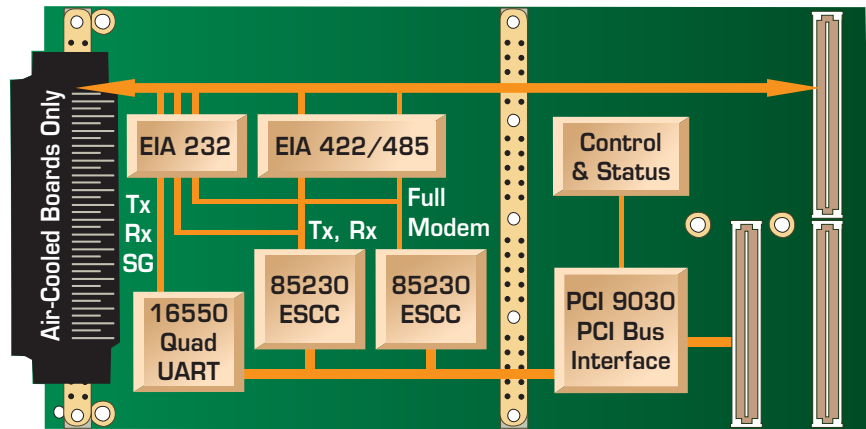 Air-Cooled Boards Only
EIA 232
EIA 422/485
Control
& Status
Tx
Rx
SG
Tx, Rx
Full
Modem
16550
Quad
UART
85230
ESCC
85230
ESCC
PCI 9030
PCI Bus
Interface